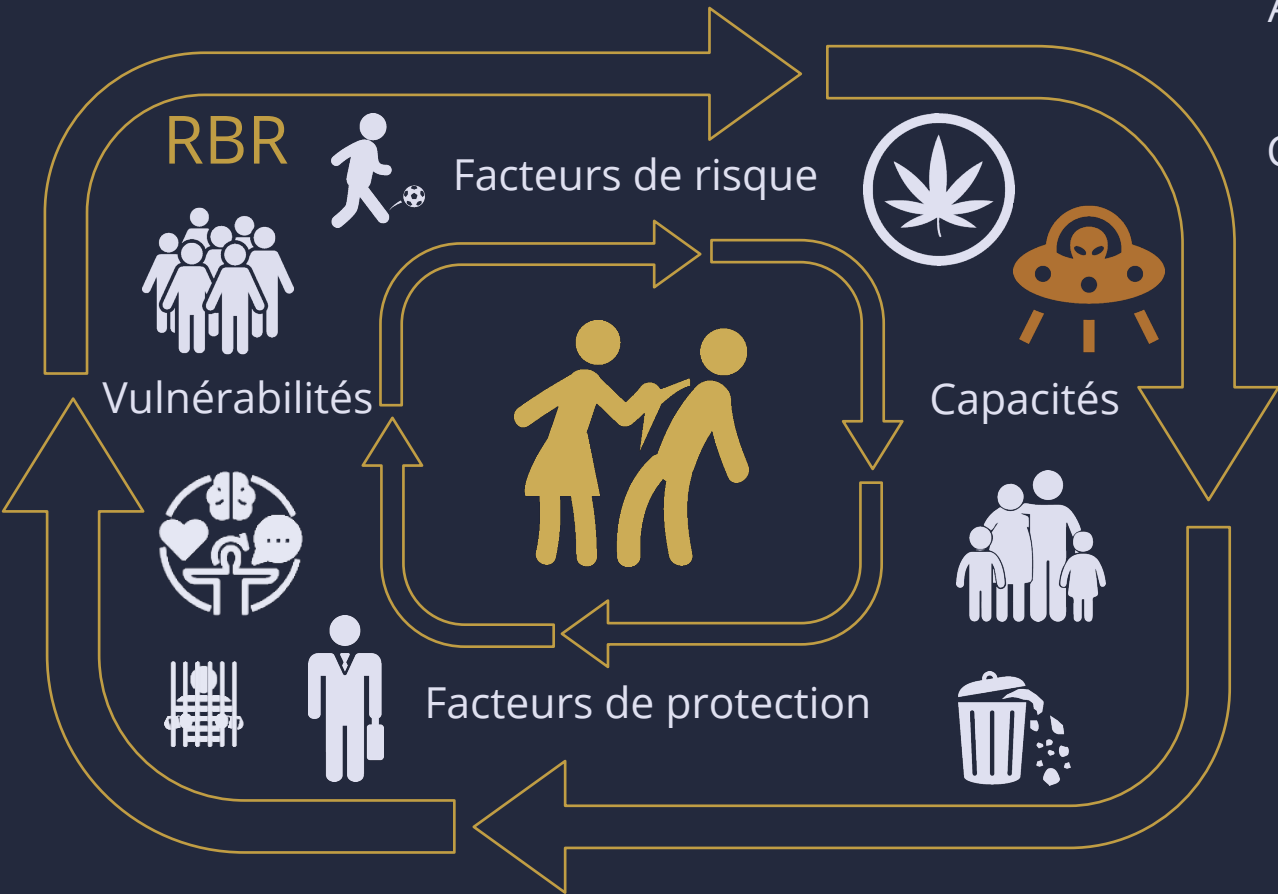 RBR
Facteurs de risque
Vulnérabilités
Capacités
Facteurs de protection